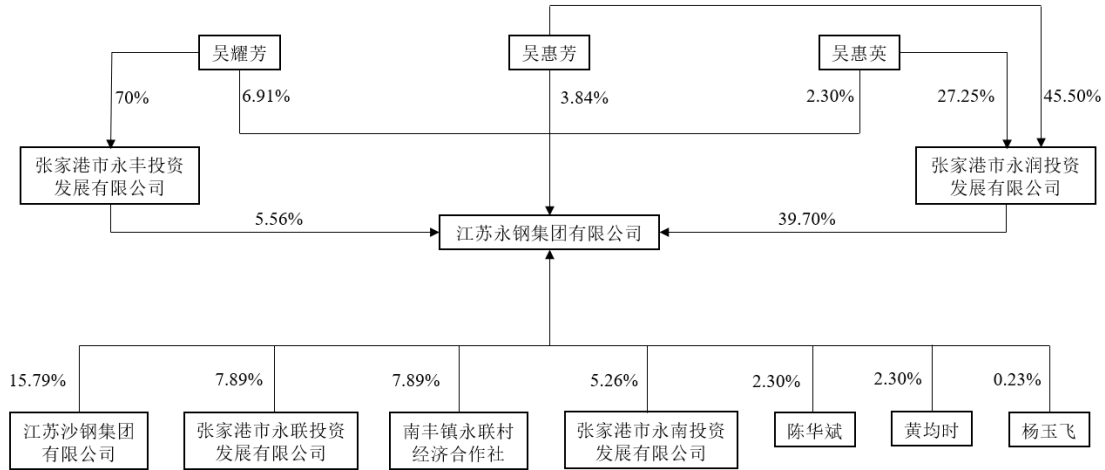 吴耀芳
吴惠芳
吴惠英
70%
6.91%
3.84%
2.30%
27.25%
45.50%
张家港市永丰投资
发展有限公司
张家港市永润投资
发展有限公司
5.56%
江苏永钢集团有限公司
39.70%
15.79%
7.89%
7.89%
5.26%
2.30%
2.30%
0.23%
江苏沙钢集团
有限公司
张家港市永联投资
发展有限公司
南丰镇永联村
经济合作社
张家港市永南投资
发展有限公司
陈华斌
黄均时
杨玉飞